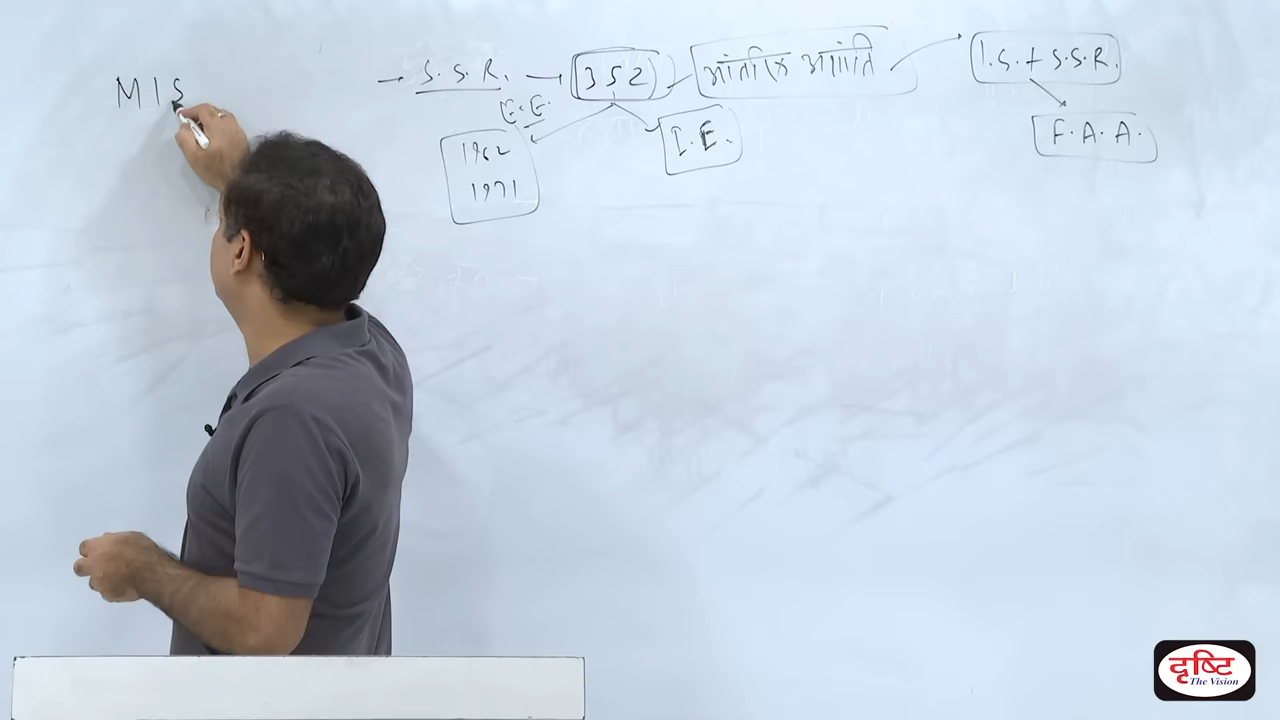 MIS
S.S.R.
352
आंतरिक अशांति
I.S. + S.S.R.
E.E.
1962
1971
I.E.
F.A.A.
दृष्टि
The Vision